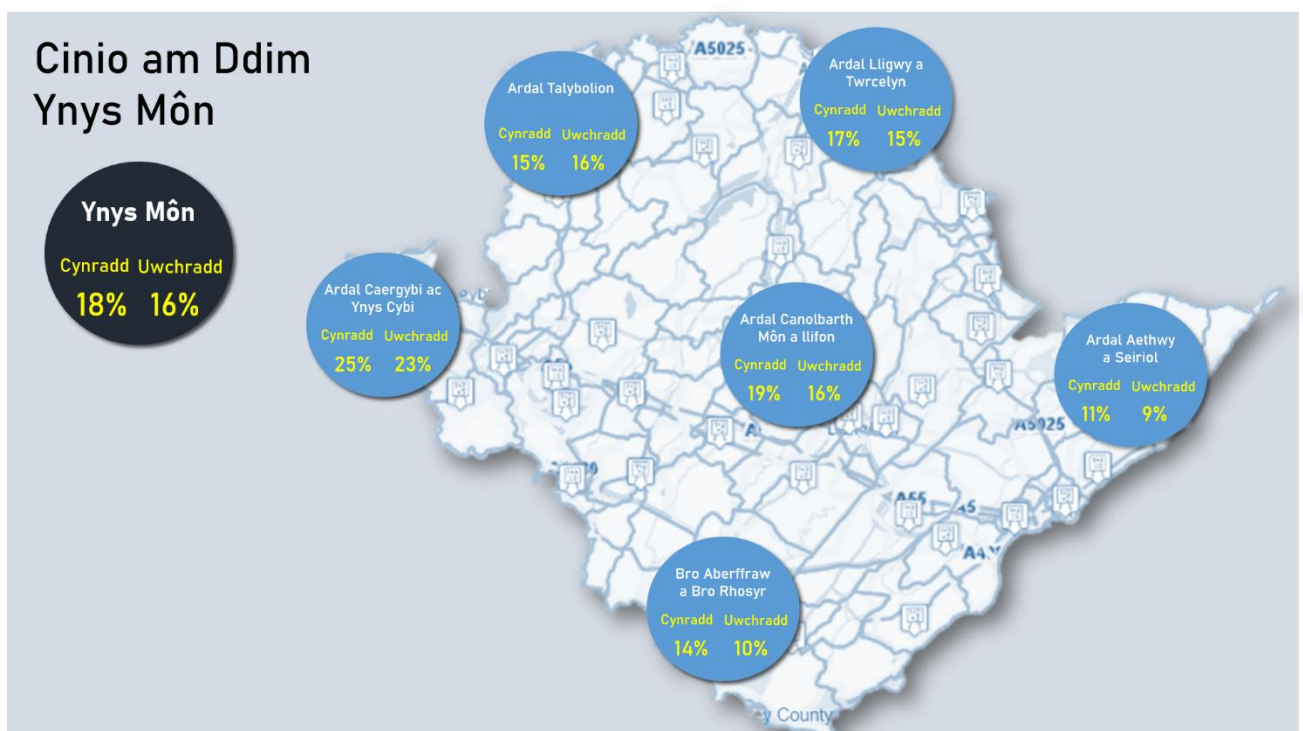 Cinio am Ddim
Ynys Môn
Ynys Môn
Cynradd Uwchradd
18% 16%
Ardal Talybolion
Cynradd Uwchradd
15% 16%
A5025
Ardal Lligwy a
Twrcelyn
Cynradd Uwchradd
17% 15%
Ardal Caergybi ac
Ynys Cybi
Cynradd Uwchradd
25% 23%
Ardal Canolbarth
Môn a llifon
Cynradd Uwchradd
19% 16%
Ardal Aethwy
a Seiriol
Cynradd Uwchradd
11% 9%
A5025
A55
A5
Bro Aberffraw
a Bro Rhosyr
Cynradd Uwchradd
14% 10%
County